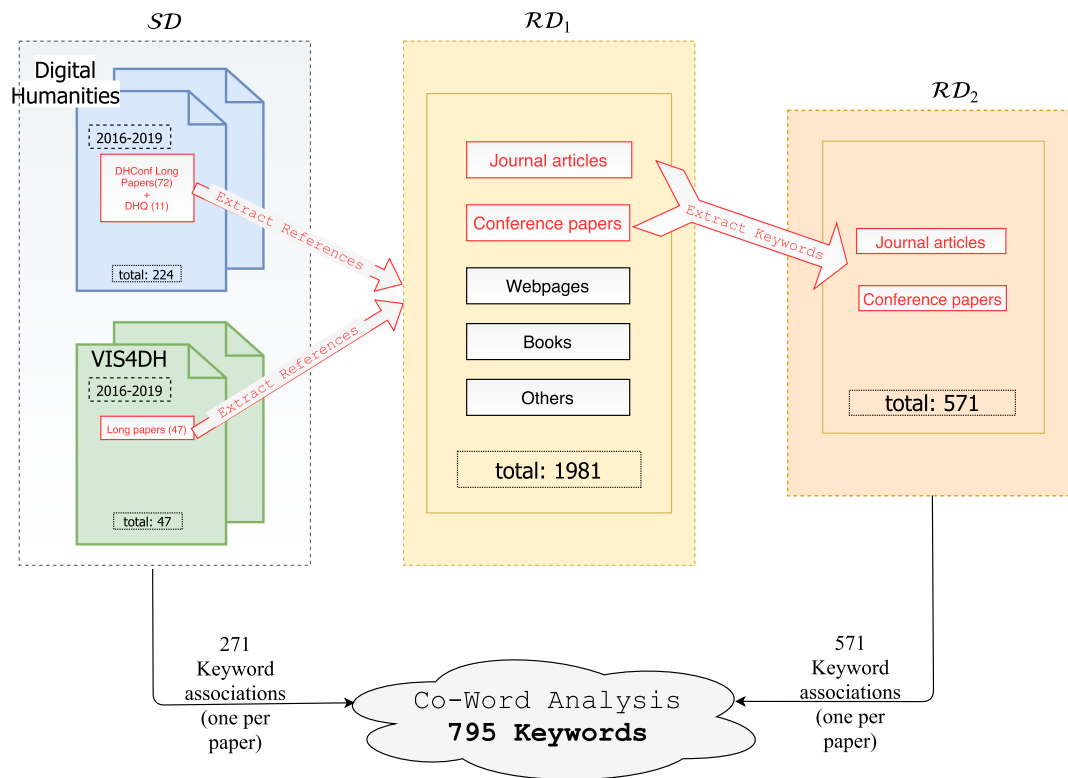 SD
Digital
Humanities
2016-2019
DHConf Long
Papers(72)
+
DHQ (11)
total: 224
VIS4DH
2016-2019
Long papers (47)
total: 47
Extract References
Extract References
RD1
Journal articles
Conference papers
Webpages
Books
Others
total: 1981
Extract Keywords
RD2
Journal articles
Conference papers
total: 571
271
Keyword
associations
(one per
paper)
571
Keyword
associations
(one per
paper)
Co-Word Analysis
795 Keywords